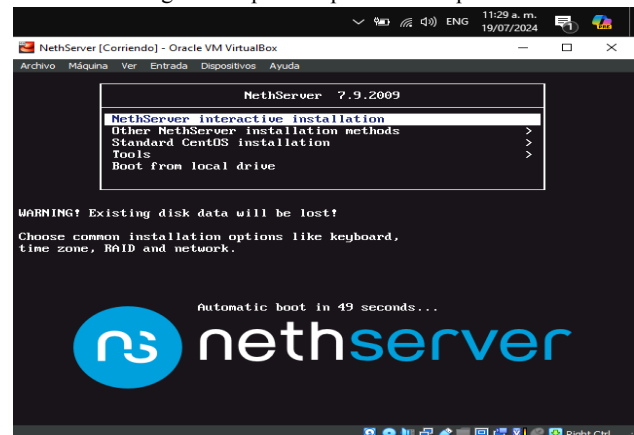 ENG
11:29 a. m.
19/07/2024
1
NethServer [Corriendo] - Oracle VM VirtualBox
Archivo Máquina Ver Entrada Dispositivos Ayuda
NethServer 7.9.2009
NethServer interactive installation
Other NethServer installation methods >
Standard CentOS installation >
Tools >
Boot from local drive
WARNING! Existing disk data will be lost!
Choose common installation options like keyboard,
time zone, RAID and network.
Automatic boot in 49 seconds...
ns nethserver
Right Ctrl